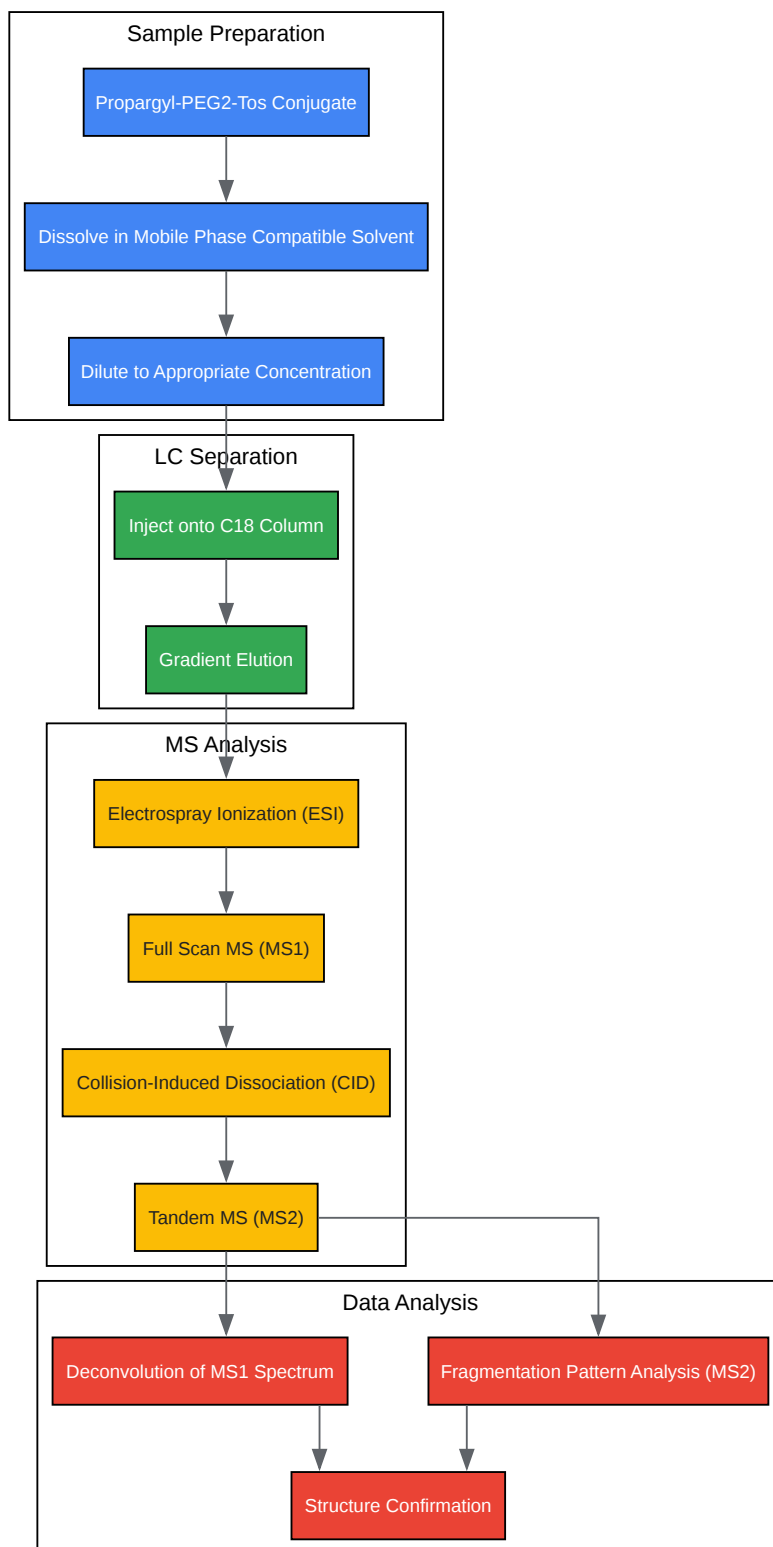 Sample Preparation
Propargyl-PEG2-Tos Conjugate
Dissolve in Mobile Phase Compatible Solvent
Dilute to Appropriate Concentration
LC Separation
Inject onto C18 Column
Gradient Elution
MS Analysis
Electrospray Ionization (ESI)
Full Scan MS (MS1)
Collision-Induced Dissociation (CID)
Tandem MS (MS2)
Data Analysis
Deconvolution of MS1 Spectrum
Fragmentation Pattern Analysis (MS2)
Structure Confirmation